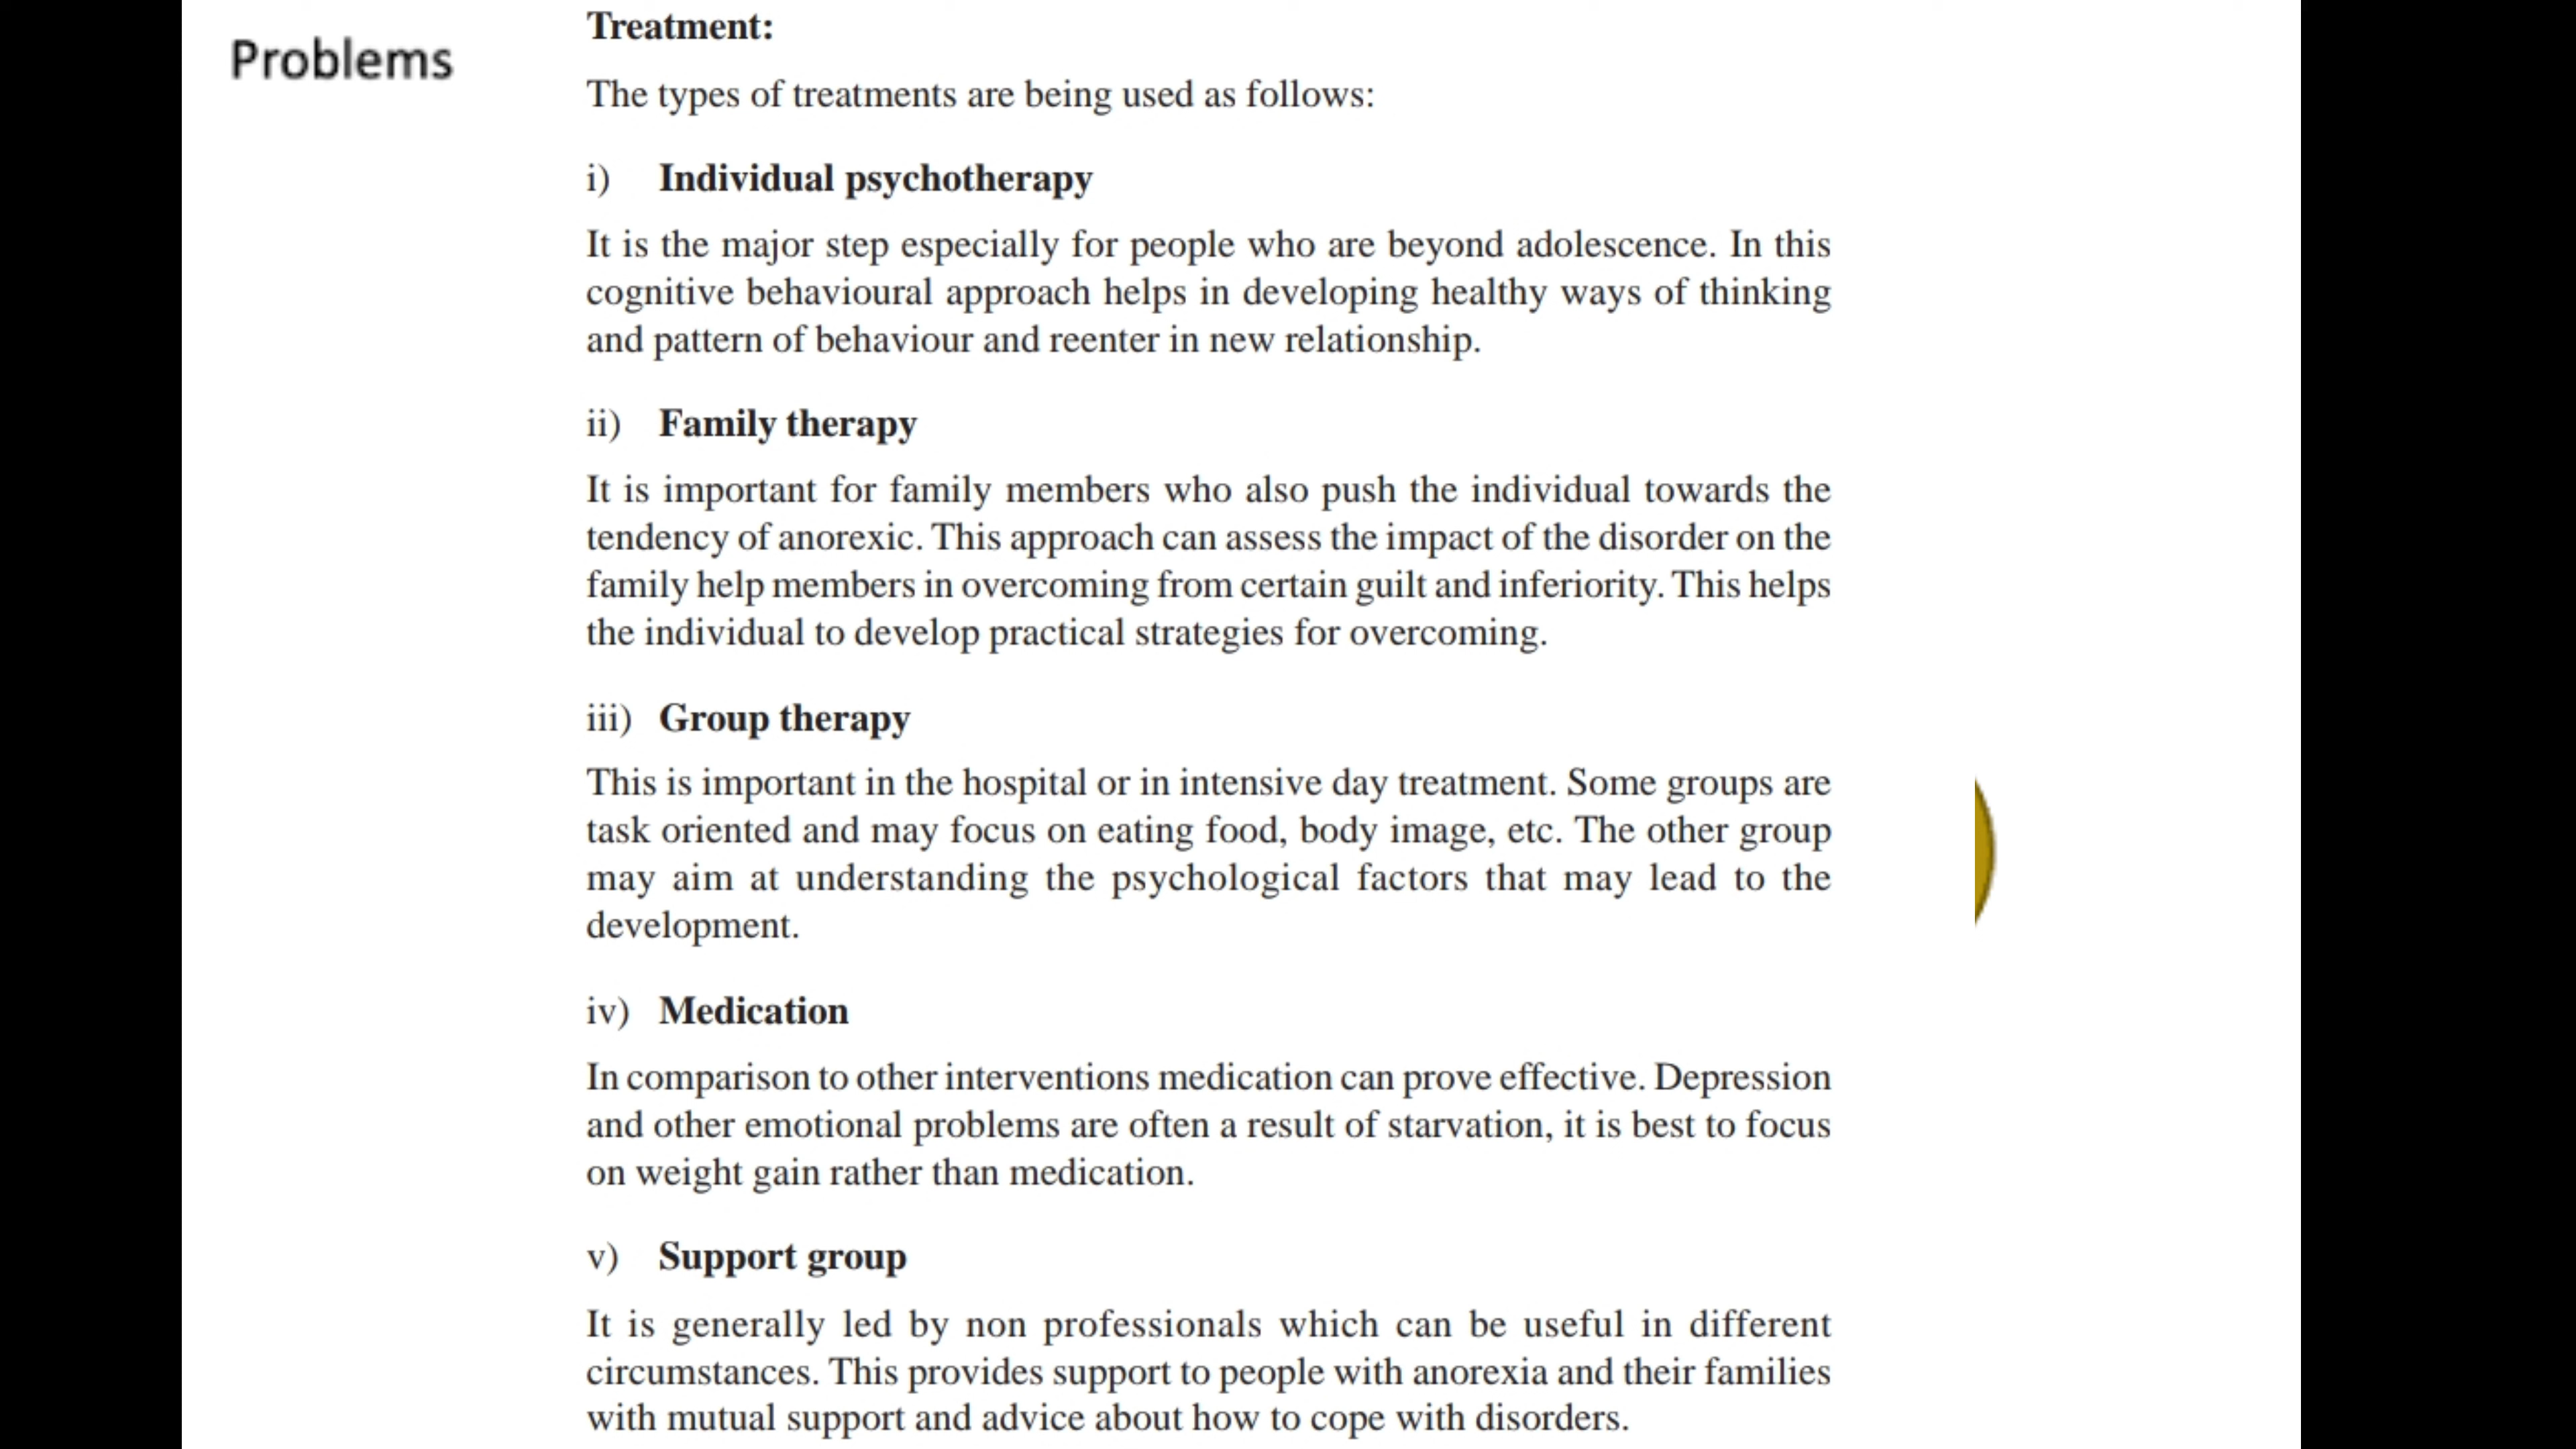 Problems
Treatment:
The types of treatments are being used as follows:
i) Individual psychotherapy
It is the major step especially for people who are beyond adolescence. In this
cognitive behavioural approach helps in developing healthy ways of thinking
and pattern of behaviour and reenter in new relationship.
ii) Family therapy
It is important for family members who also push the individual towards the
tendency of anorexic. This approach can assess the impact of the disorder on the
family help members in overcoming from certain guilt and inferiority. This helps
the individual to develop practical strategies for overcoming.
iii) Group therapy
This is important in the hospital or in intensive day treatment. Some groups are
task oriented and may focus on eating food, body image, etc. The other group
may aim at understanding the psychological factors that may lead to the
development.
iv) Medication
In comparison to other interventions medication can prove effective. Depression
and other emotional problems are often a result of starvation, it is best to focus
on weight gain rather than medication.
v) Support group
It is generally led by non professionals which can be useful in different
circumstances. This provides support to people with anorexia and their families
with mutual support and advice about how to cope with disorders.